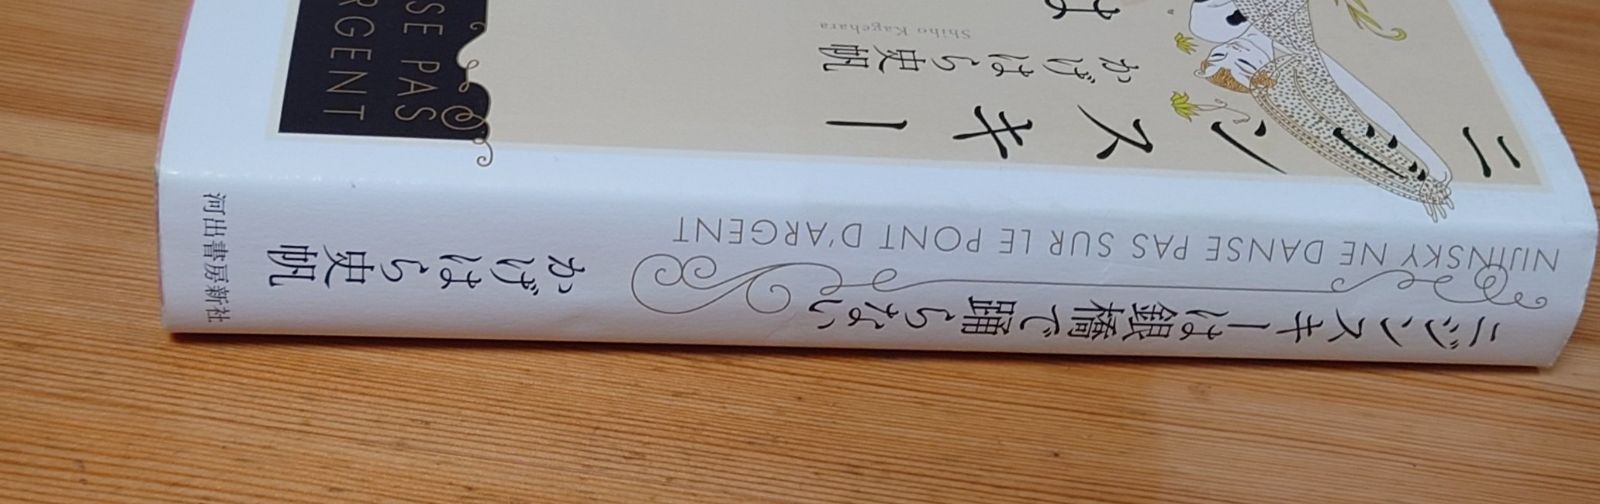 ニジンスキー
は
かげはら史帆
Shiho Kagehara
SE PAS
RGENT
ニジンスキーは銀橋で踊らない
NIJINSKY NE DANSE PAS SUR LE PONT D'ARGENT
かげはら史帆
河出書房新社